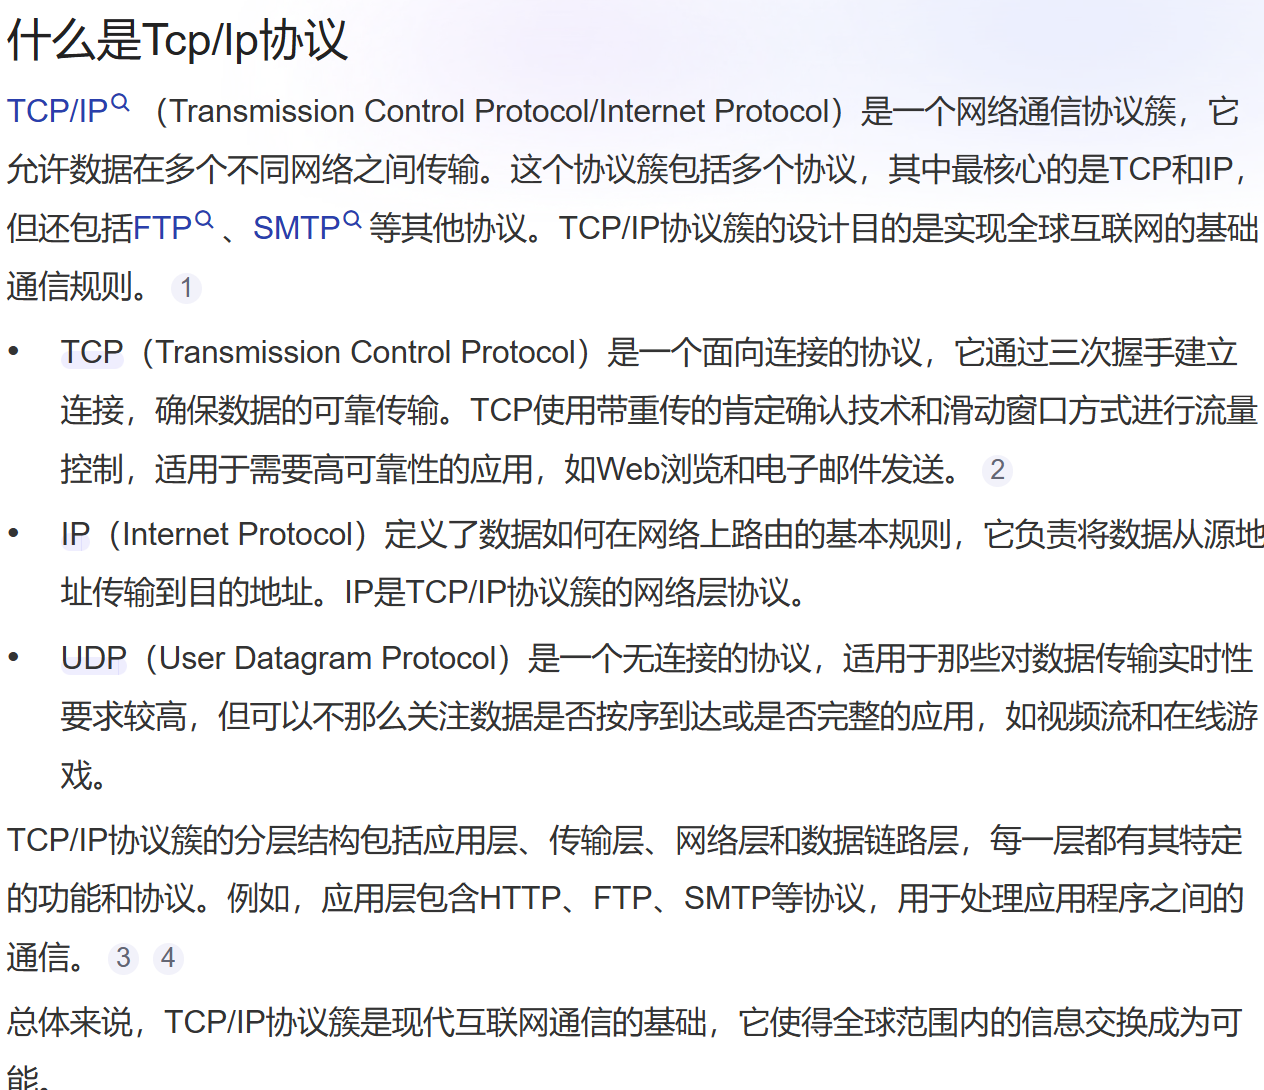 什么是Tcp/Ip协议
TCP/IP（Transmission Control Protocol/Internet Protocol）是一个网络通信协议簇，它
允许数据在多个不同网络之间传输。这个协议簇包括多个协议，其中最核心的是TCP和IP，
但还包括FTP、SMTP等其他协议。TCP/IP协议簇的设计目的是实现全球互联网的基础
通信规则。 1
• TCP（Transmission Control Protocol）是一个面向连接的协议，它通过三次握手建立
连接，确保数据的可靠传输。TCP使用带重传的肯定确认技术和滑动窗口方式进行流量
控制，适用于需要高可靠性的应用，如Web浏览和电子邮件发送。 2
• IP（Internet Protocol）定义了数据如何在网络上路由的基本规则，它负责将数据从源地
址传输到目的地址。IP是TCP/IP协议簇的网络层协议。
• UDP（User Datagram Protocol）是一个无连接的协议，适用于那些对数据传输实时性
要求较高，但可以不那么关注数据是否按序到达或是否完整的应用，如视频流和在线游
戏。
TCP/IP协议簇的分层结构包括应用层、传输层、网络层和数据链路层，每一层都有其特定
的功能和协议。例如，应用层包含HTTP、FTP、SMTP等协议，用于处理应用程序之间的
通信。 3 4
总体来说，TCP/IP协议簇是现代互联网通信的基础，它使得全球范围内的信息交换成为可
能。